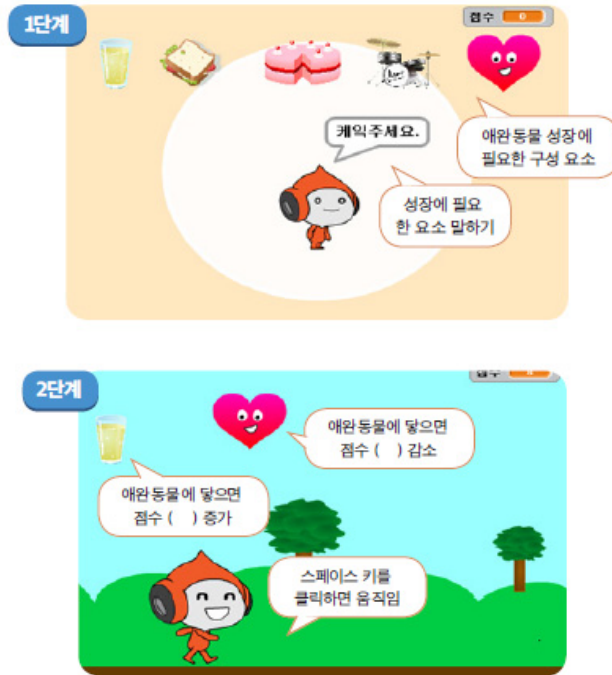 1단계
점수 0
케익주세요.
애완동물 성장에
필요한 구성 요소
성장에 필요
한 요소 말하기
2단계
점수
애완동물에 닿으면
점수 ( ) 감소
애완동물에 닿으면
점수 ( ) 증가
스페이스 키를
클릭하면 움직임